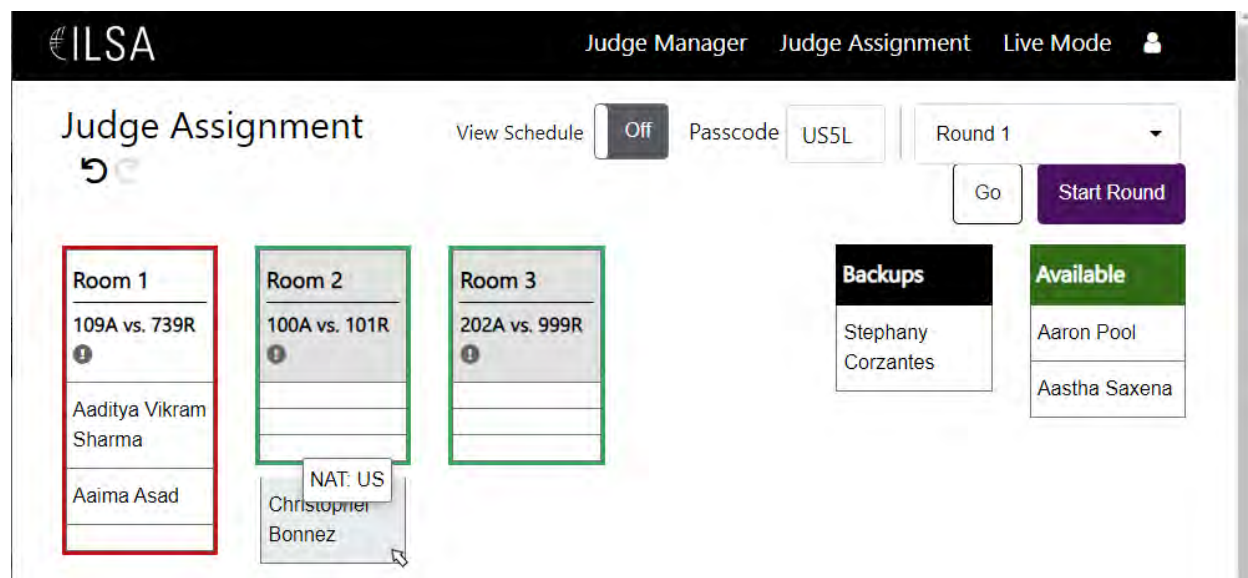 ILSA
Judge Manager Judge Assignment Live Mode
Judge Assignment
View Schedule Off Passcode US5L Round 1
Go Start Round
Room 1
109A vs. 739R
Aaditya Vikram
Sharma
Aaima Asad
Room 2
100A vs. 101R
NAT: US
Christopher
Bonnez
Room 3
202A vs. 999R
Backups
Stephany
Corzantes
Available
Aaron Pool
Aastha Saxena